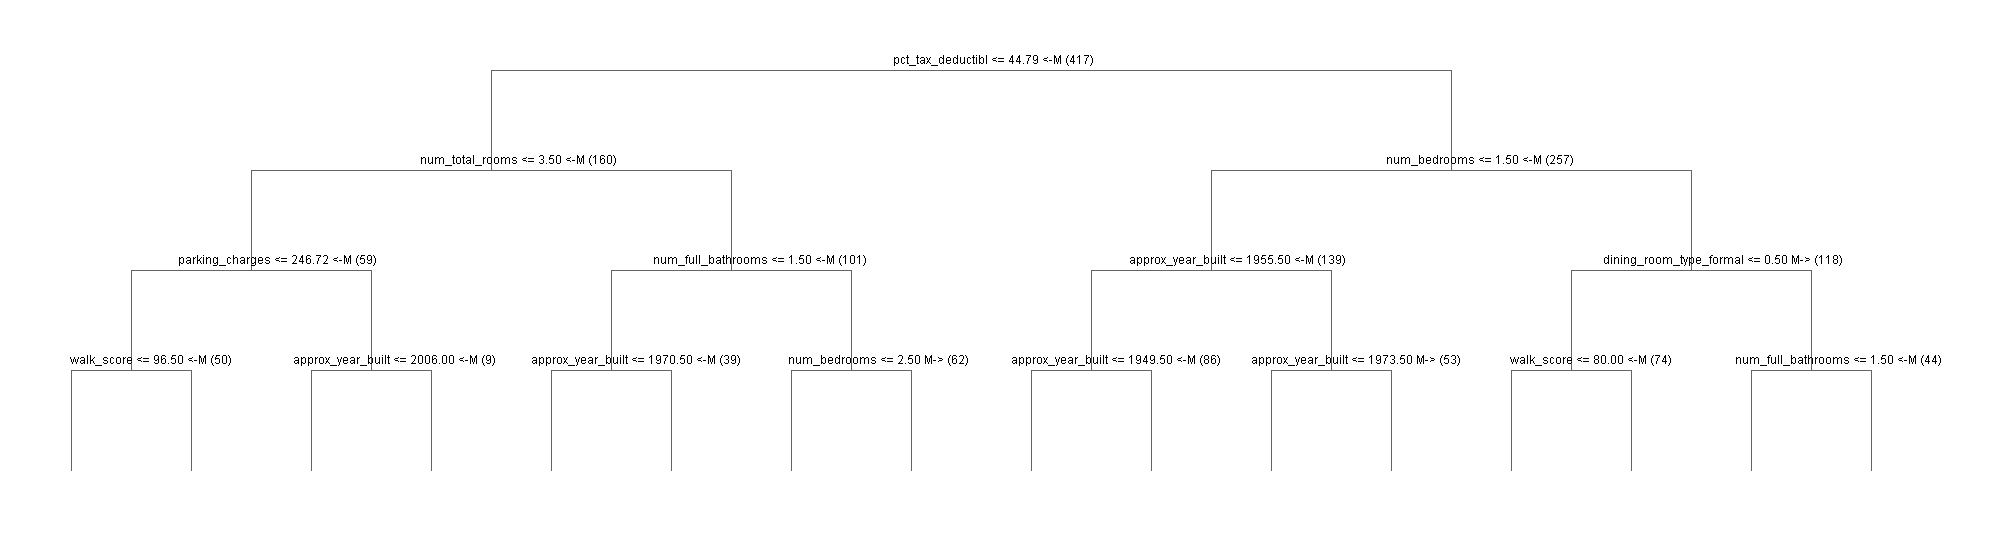 pct_tax_deductibl <= 44.79 <-M (417)
num_total_rooms <= 3.50 <-M (160)
num_bedrooms <= 1.50 <-M (257)
parking_charges <= 246.72 <-M (59)
num_full_bathrooms <= 1.50 <-M (101)
approx_year_built <= 1955.50 <-M (139)
dining_room_type_formal <= 0.50 M-> (118)
walk_score <= 96.50 <-M (50)
approx_year_built <= 2006.00 <-M (9)
approx_year_built <= 1970.50 <-M (39)
num_bedrooms <= 2.50 M-> (62)
approx_year_built <= 1949.50 <-M (86)
approx_year_built <= 1973.50 M-> (53)
walk_score <= 80.00 <-M (74)
num_full_bathrooms <= 1.50 <-M (44)